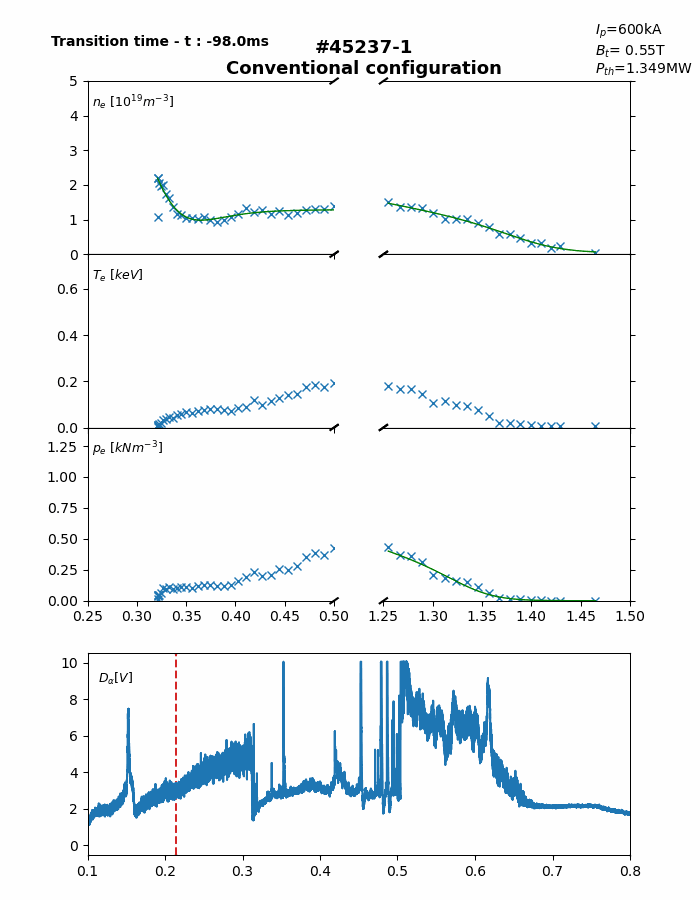 Transition time - t : -98.0ms
#45237-1
Conventional configuration
I_p=600kA
B_t= 0.55T
P_th=1.349MW
n_e [10^19 m^-3]
5
4
3
2
1
0
T_e [keV]
0.6
0.4
0.2
0.0
p_e [kNm^-3]
1.25
1.00
0.75
0.50
0.25
0.00
0.25 0.30 0.35 0.40 0.45 0.50 1.25 1.30 1.35 1.40 1.45 1.50
D_α[V]
10
8
6
4
2
0
0.1 0.2 0.3 0.4 0.5 0.6 0.7 0.8